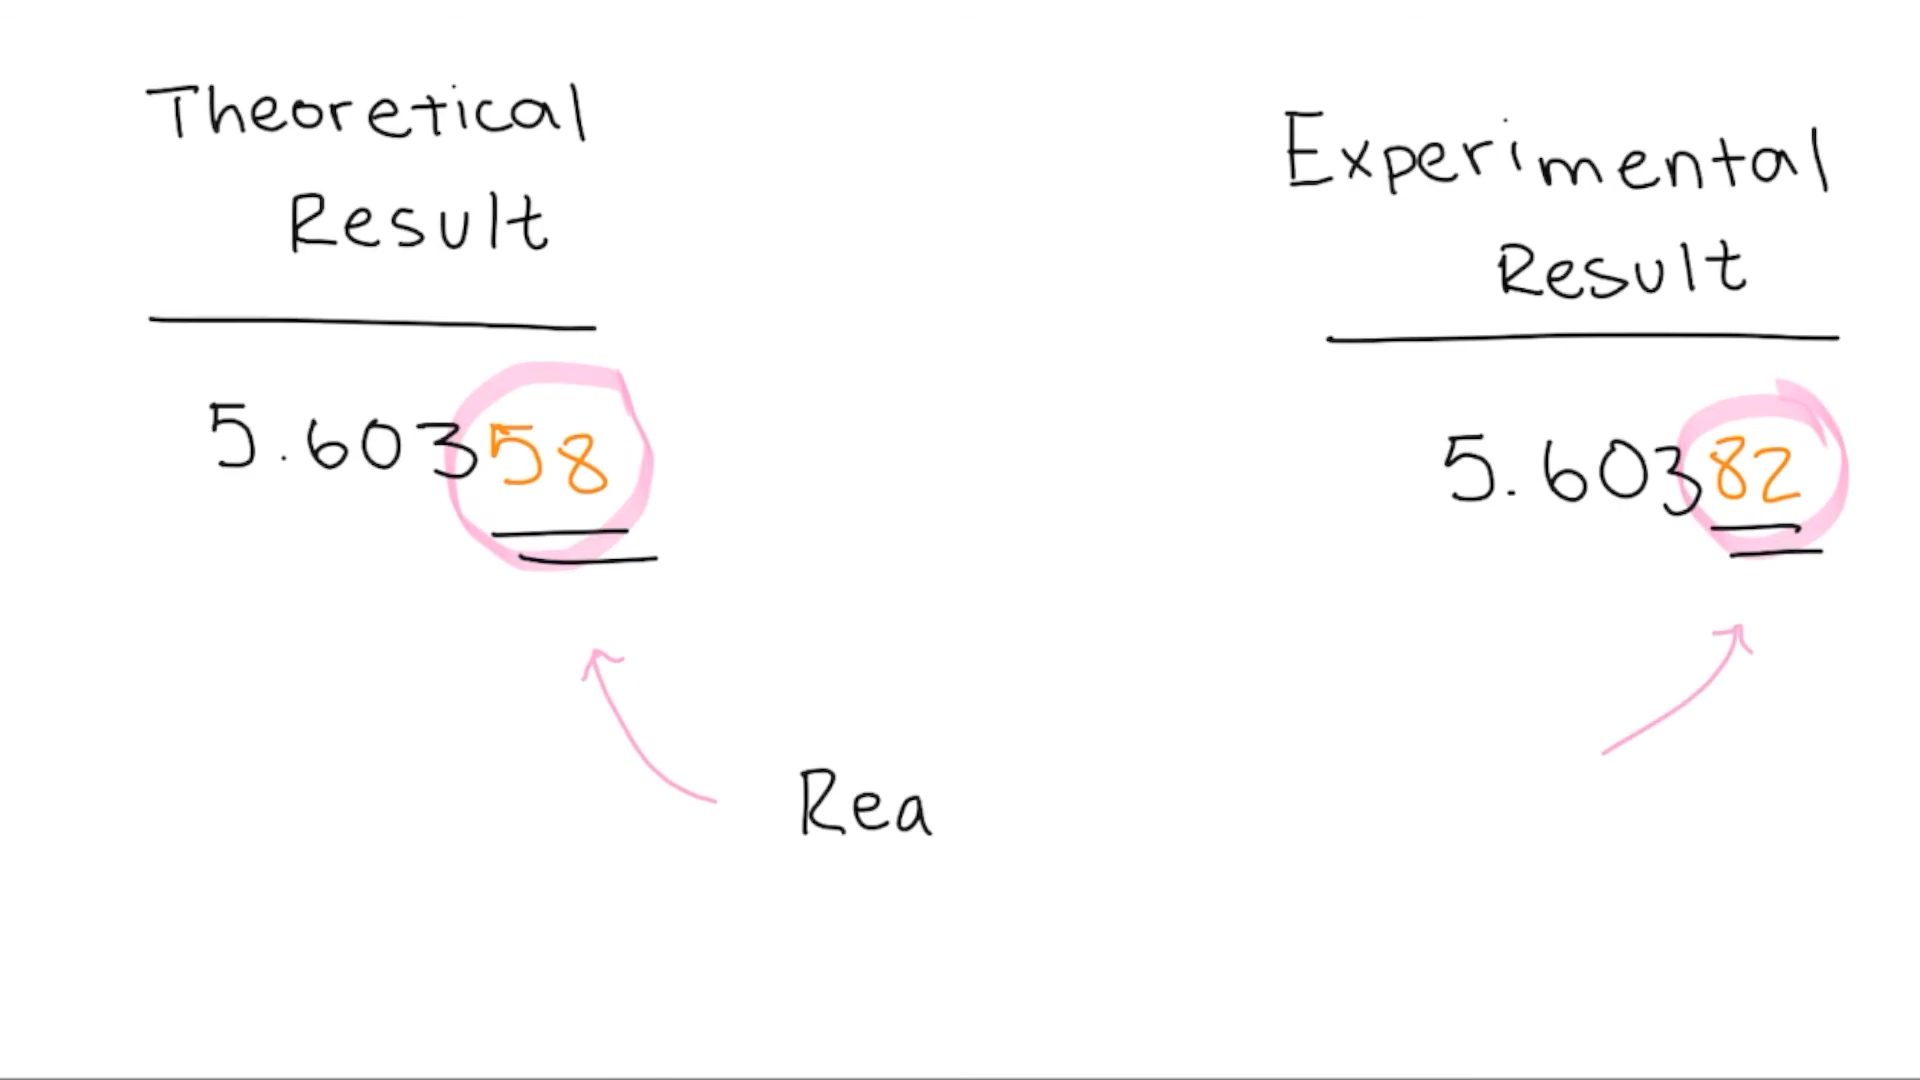 Theoretical
Result
5.60358
Experimental
Result
5.60382
Rea